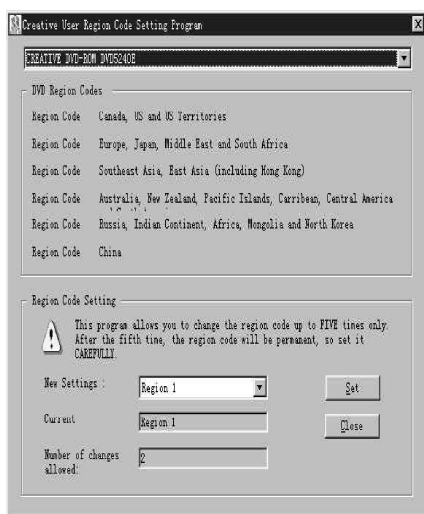 Creative User Region Code Setting Program
CREATIVE DVD-ROM DVD5240E
DVD Region Codes
Region Code Canada, US and US Territories
Region Code Europe, Japan, Middle East and South Africa
Region Code Southeast Asia, East Asia (including Hong Kong)
Region Code Australia, New Zealand, Pacific Islands, Carribean, Central America
Region Code Russia, Indian Continent, Africa, Mongolia and North Korea
Region Code China
Region Code Setting
This program allows you to change the region code up to FIVE times only.
After the fifth time, the region code will be permanent, so set it
CAREFULLY.
New Settings : Region 1 Set
Current Region 1 Close
Number of changes
allowed: 2